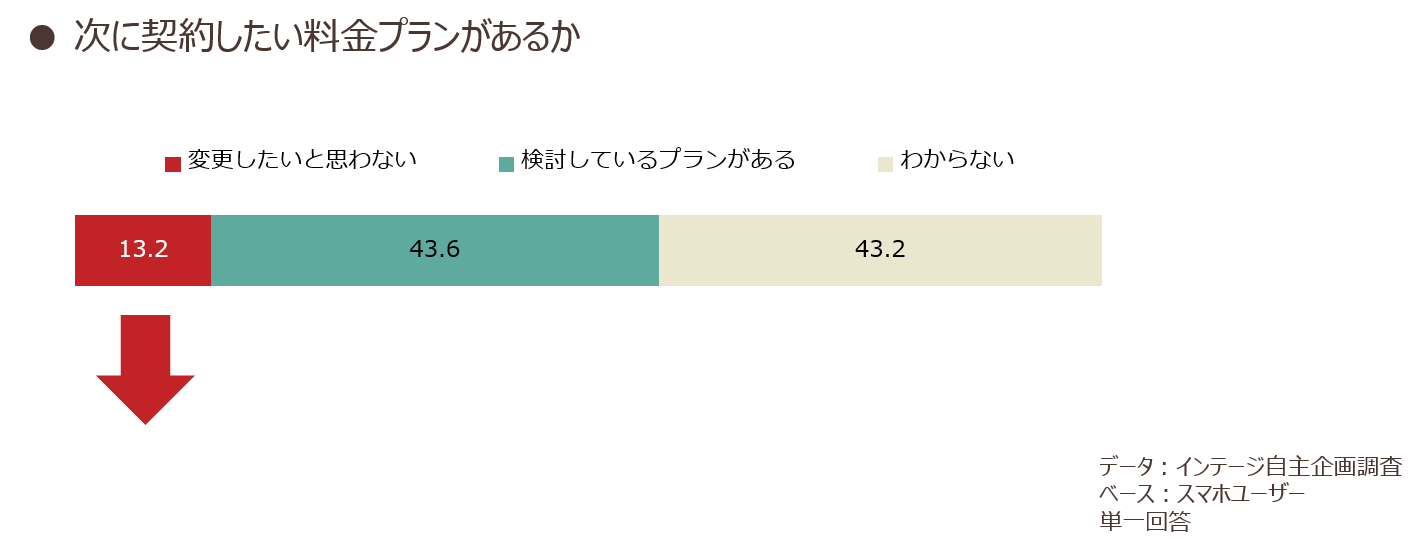 ● 次に契約したい料金プランがあるか
変更したいと思わない 検討しているプランがある わからない
13.2 43.6 43.2
データ：インテージ自主企画調査
ベース：スマホユーザー
単一回答